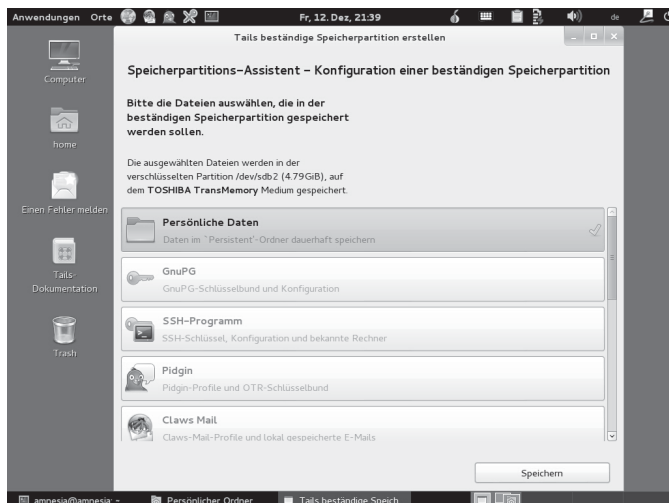 Anwendungen Orte Fr, 12. Dez, 21:39 de
Tails beständige Speicherpartition erstellen
Computer
home
Einen Fehler melden
Tails-
Dokumentation
Trash
Speicherpartitions-Assistent – Konfiguration einer beständigen Speicherpartition
Bitte die Dateien auswählen, die in der
beständigen Speicherpartition gespeichert
werden sollen.
Die ausgewählten Dateien werden in der
verschlüsselten Partition /dev/sdb2 (4.79GiB), auf
dem TOSHIBA TransMemory Medium gespeichert.
Persönliche Daten
Daten im `Persistent'-Ordner dauerhaft speichern
GnuPG
GnuPG-Schlüsselbund und Konfiguration
SSH-Programm
SSH-Schlüssel, Konfiguration und bekannte Rechner
Pidgin
Pidgin-Profile und OTR-Schlüsselbund
Claws Mail
Claws-Mail-Profile und lokal gespeicherte E-Mails
Speichern
amnesia@amnesia: ~ Persönlicher Ordner Tails beständige Speich